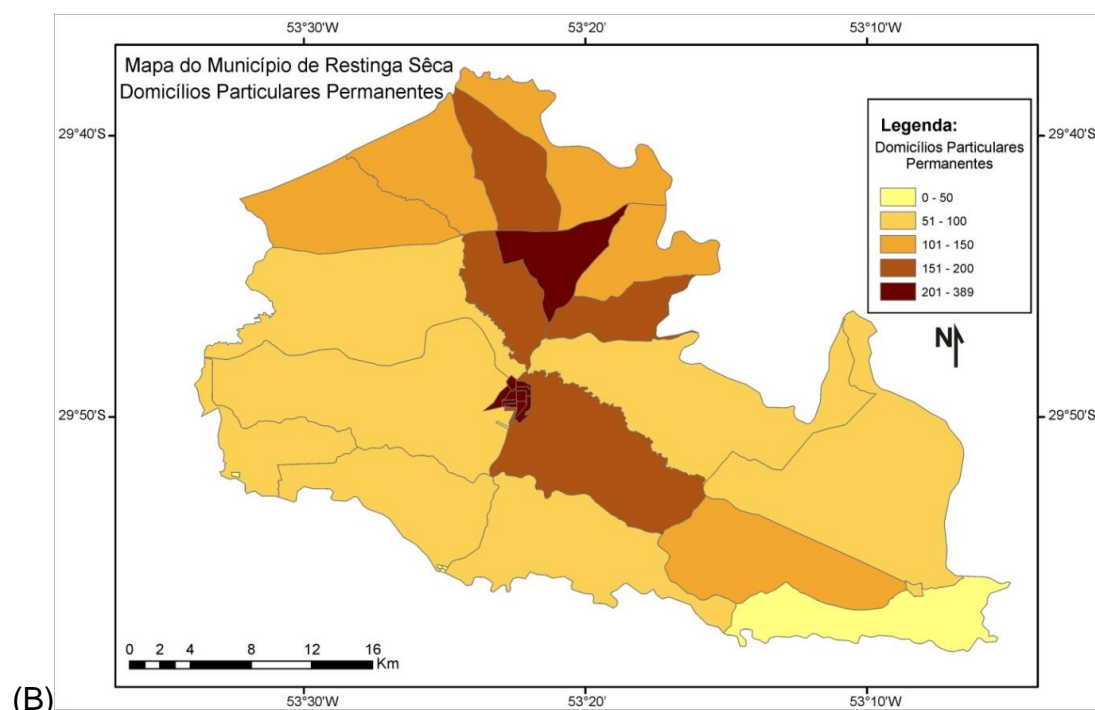 53°30'W 53°20' 53°10'W
Mapa do Município de Restinga Sêca
Domicílios Particulares Permanentes
29°40'S 29°40'S
Legenda:
Domicílios Particulares
Permanentes
0 - 50
51 - 100
101 - 150
151 - 200
201 - 389
N
29°50'S 29°50'S
0 2 4 8 12 16
Km
53°30'W 53°20'W 53°10'W
(B)